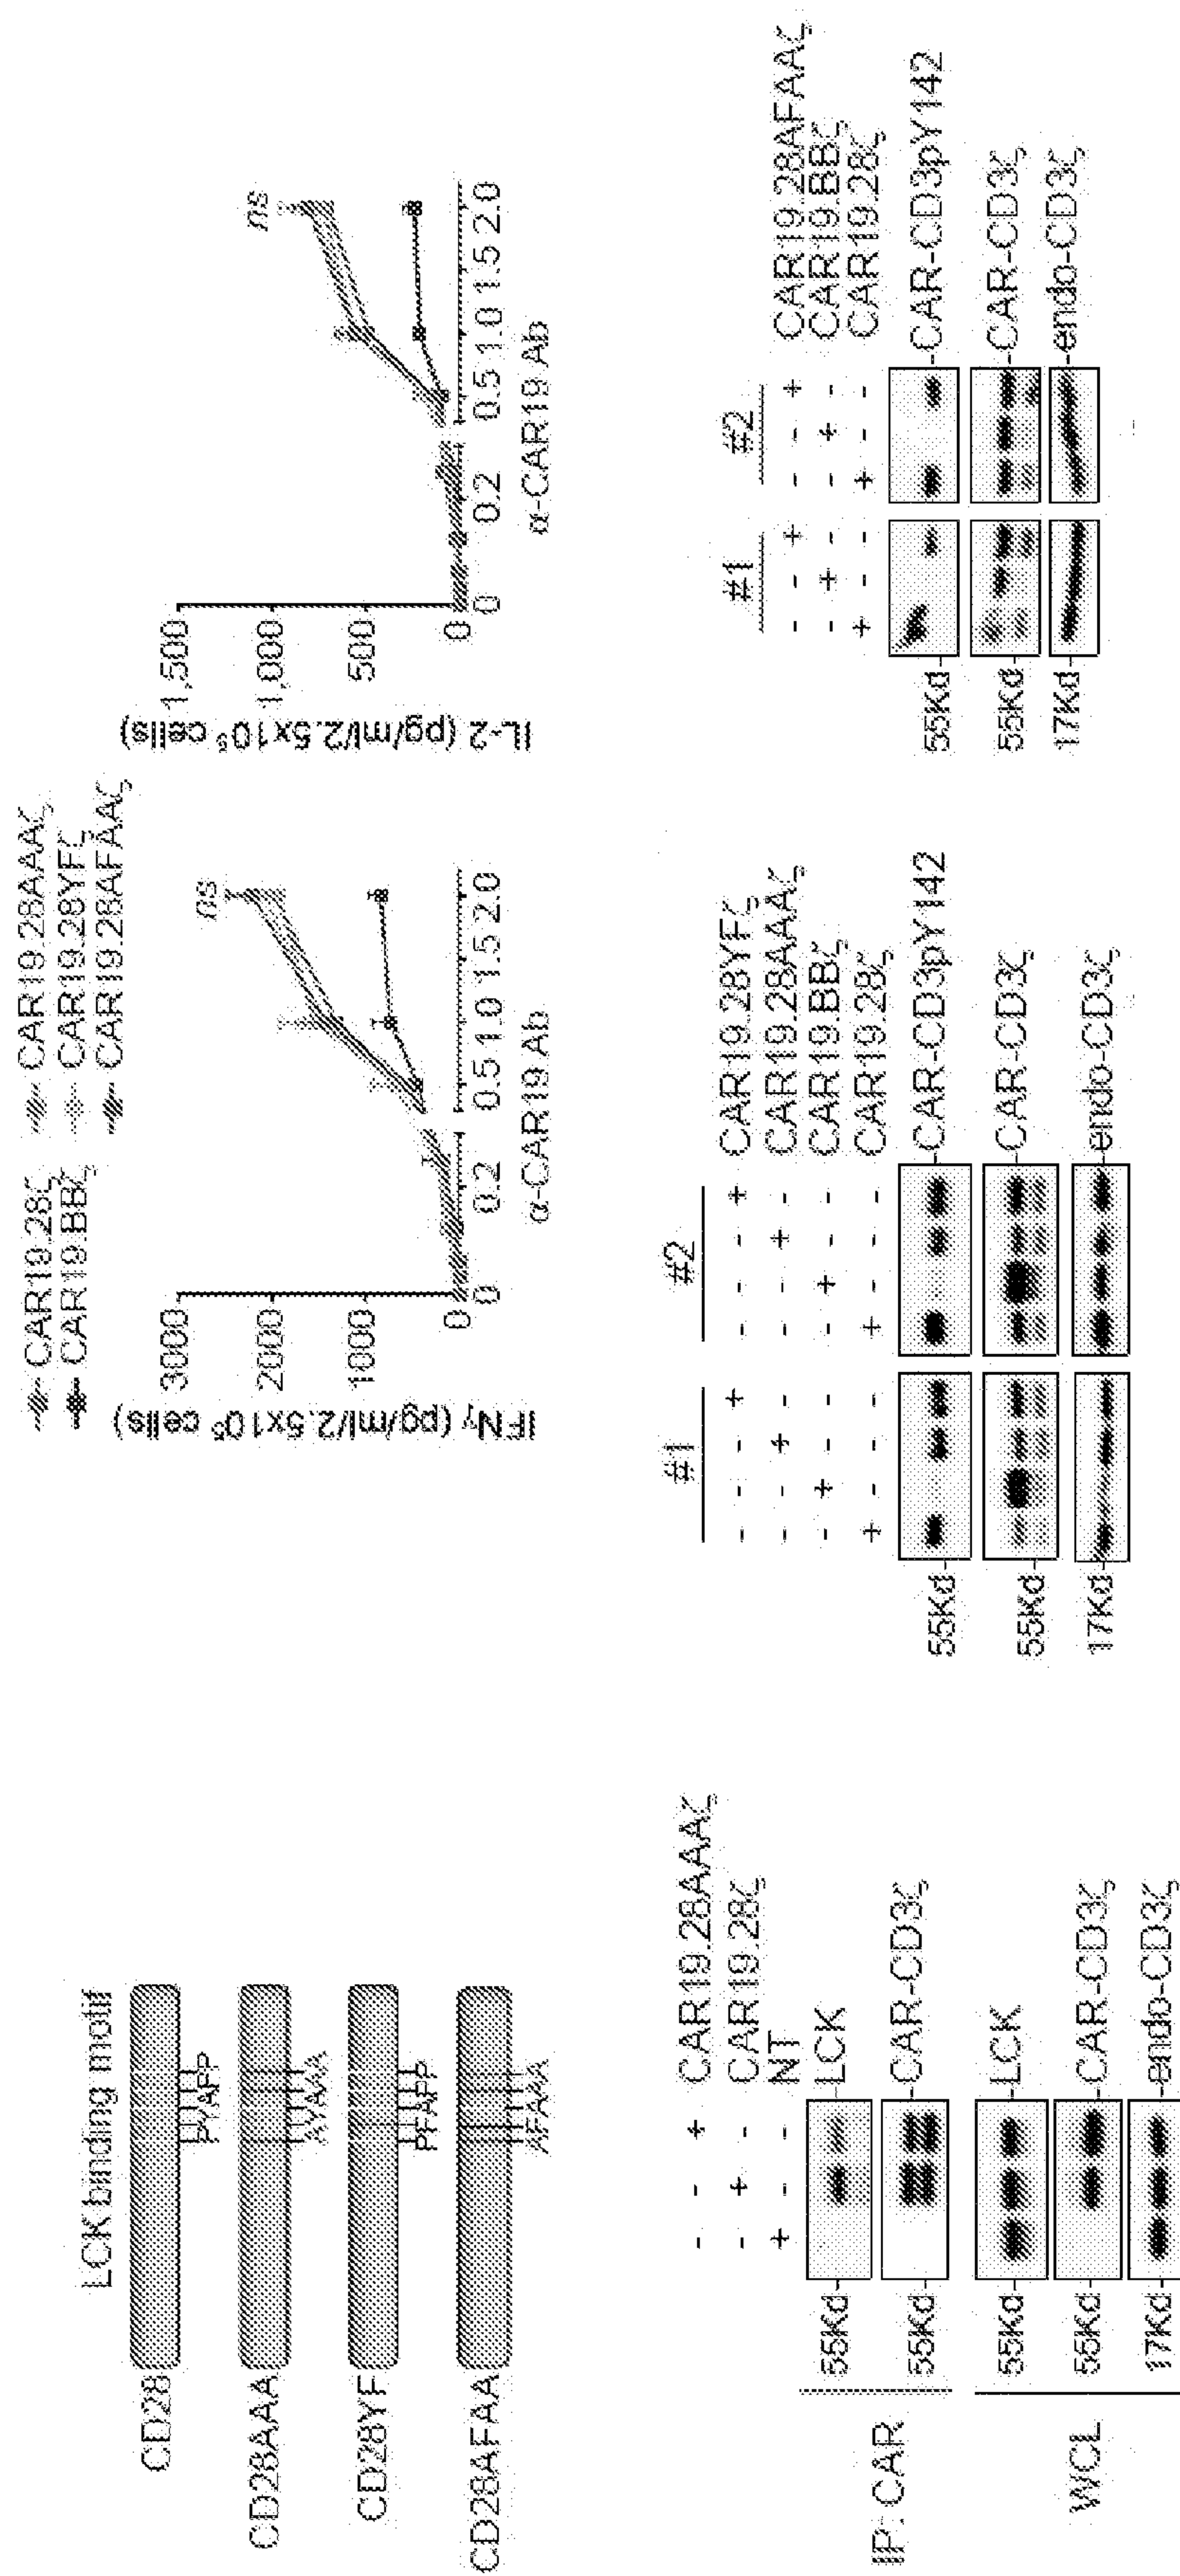 LCK binding motif
CD28
PYAPP
CD28AAA
AYAAA
CD28YF
PFAPP
CD28AFAA
AFAAA
CAR19.28ζ
CAR19.BBζ
CAR19.28AAAζ
CAR19.28YFζ
CAR19.28AFAAζ
IFNγ (pg/ml/2.5x10⁵ cells)
3000
2000
1000
0
ns
0 0.2 0.5 1.0 1.5 2.0
α-CAR19 Ab
IL-2 (pg/ml/2.5x10⁵ cells)
1,500
1,000
500
0
ns
0 0.2 0.5 1.0 1.5 2.0
α-CAR19 Ab
- - + CAR19.28AAAζ
- + - CAR19.28ζ
+ - - NT
IP: CAR
55Kd- -LCK
55Kd- -CAR-CD3ζ
WCL
55Kd- -LCK
55Kd- -CAR-CD3ζ
17Kd- -endo-CD3ζ
#1 #2
- - - + - - - + CAR19.28YFζ
- - + - - - + - CAR19.28AAAζ
- + - - - + - - CAR19.BBζ
+ - - - + - - - CAR19.28ζ
55Kd- -CAR-CD3pY142
55Kd- -CAR-CD3ζ
17Kd- -endo-CD3ζ
#1 #2
- - + - - + CAR19.28AFAAζ
- + - - + - CAR19.BBζ
+ - - + - - CAR19.28ζ
55Kd- -CAR-CD3pY142
55Kd- -CAR-CD3ζ
17Kd- -endo-CD3ζ